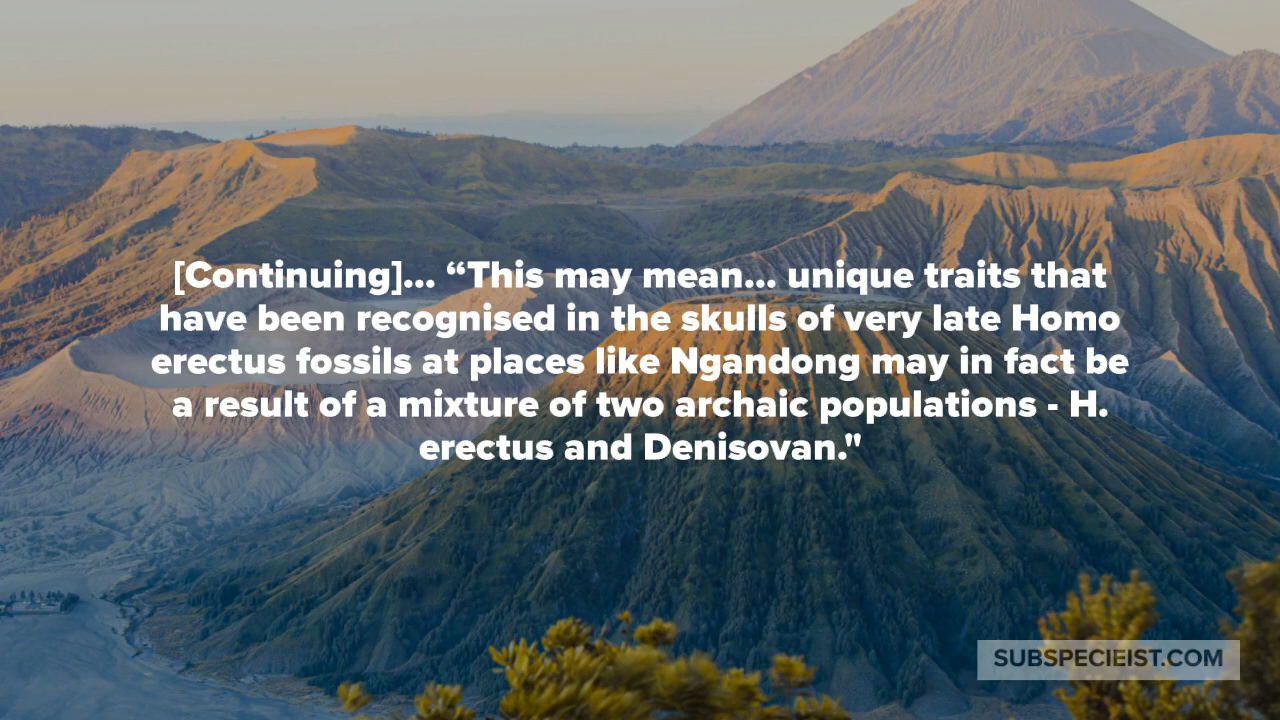 [Continuing]... “This may mean... unique traits that
have been recognised in the skulls of very late Homo
erectus fossils at places like Ngandong may in fact be
a result of a mixture of two archaic populations - H.
erectus and Denisovan."
SUBSPECIEIST.COM